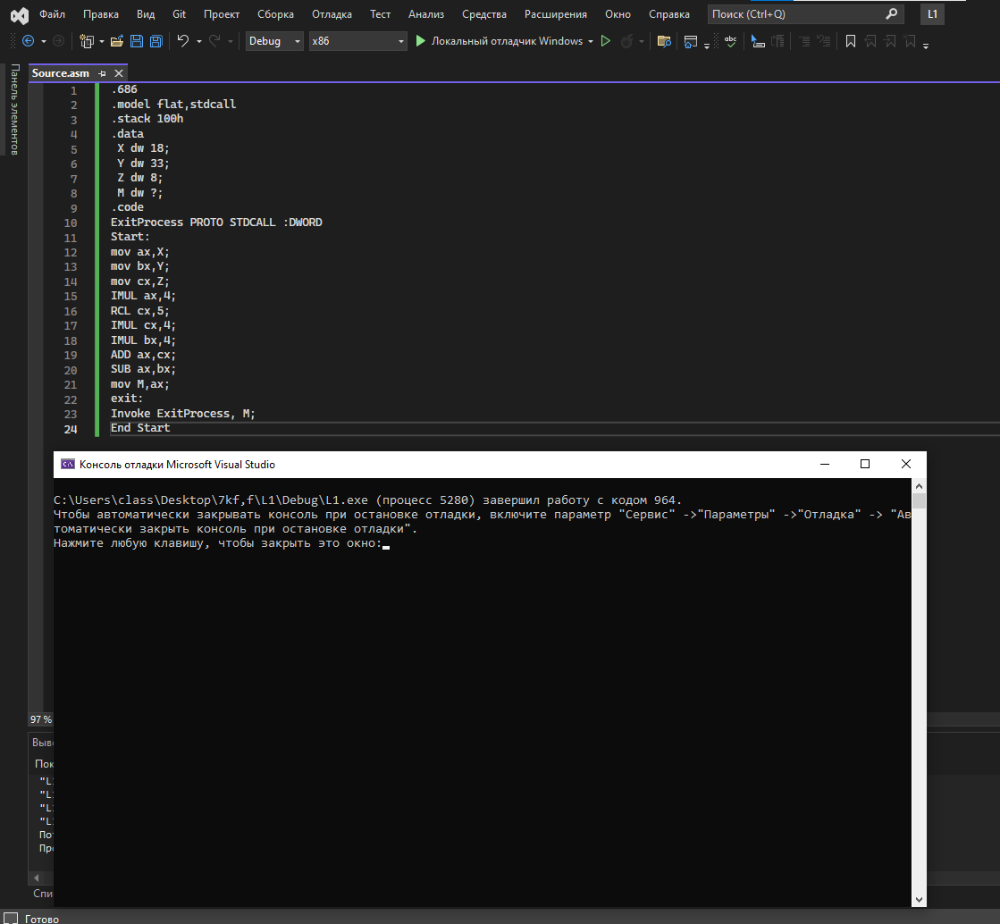 Файл Правка Вид Git Проект Сборка Отладка Тест Анализ Средства Расширения Окно Справка Поиск (Ctrl+Q) L1
Debug x86 Локальный отладчик Windows
Панель элементов
Source.asm
1 .686
2 .model flat,stdcall
3 .stack 100h
4 .data
5 X dw 18;
6 Y dw 33;
7 Z dw 8;
8 M dw ?;
9 .code
10 ExitProcess PROTO STDCALL :DWORD
11 Start:
12 mov ax,X;
13 mov bx,Y;
14 mov cx,Z;
15 IMUL ax,4;
16 RCL cx,5;
17 IMUL cx,4;
18 IMUL bx,4;
19 ADD ax,cx;
20 SUB ax,bx;
21 mov M,ax;
22 exit:
23 Invoke ExitProcess, M;
24 End Start
Консоль отладки Microsoft Visual Studio
C:\Users\class\Desktop\7kf,f\L1\Debug\L1.exe (процесс 5280) завершил работу с кодом 964.
Чтобы автоматически закрывать консоль при остановке отладки, включите параметр "Сервис" ->"Параметры" ->"Отладка" -> "Ав
томатически закрыть консоль при остановке отладки".
Нажмите любую клавишу, чтобы закрыть это окно:
97 %
"L1
"L1
"L1
"L1
Готово